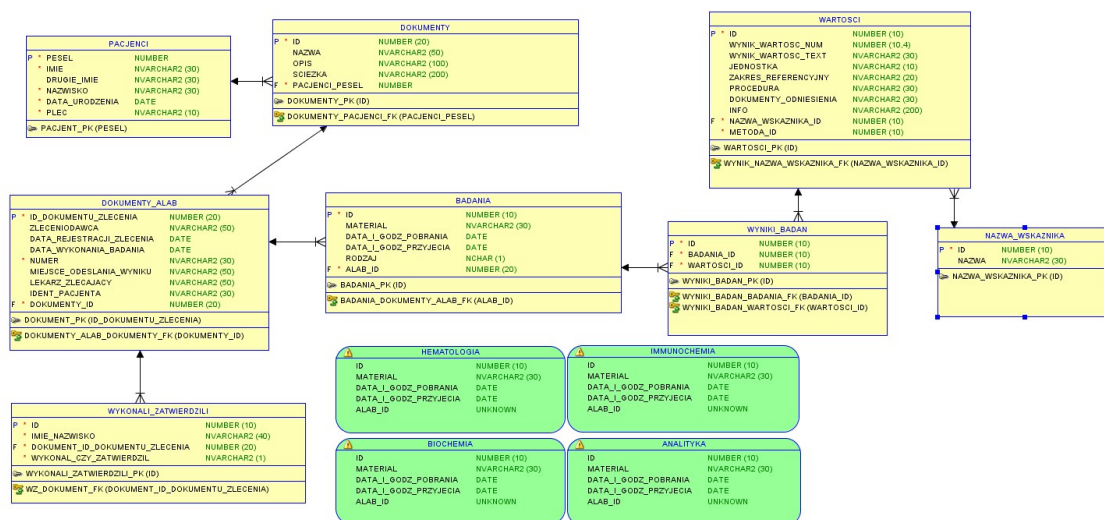 PACJENCI
P * PESEL NUMBER
* IMIE NVARCHAR2 (30)
DRUGIE_IMIE NVARCHAR2 (30)
* NAZWISKO NVARCHAR2 (30)
* DATA_URODZENIA DATE
* PLEC NVARCHAR2 (10)
PACJENT_PK (PESEL)
DOKUMENTY
P * ID NUMBER (20)
NAZWA NVARCHAR2 (50)
OPIS NVARCHAR2 (100)
SCIEZKA NVARCHAR2 (200)
F * PACJENCI_PESEL NUMBER
DOKUMENTY_PK (ID)
DOKUMENTY_PACJENCI_FK (PACJENCI_PESEL)
WARTOSCI
P * ID NUMBER (10)
WYNIK_WARTOSC_NUM NUMBER (10,4)
WYNIK_WARTOSC_TEXT NVARCHAR2 (30)
JEDNOSTKA NVARCHAR2 (10)
ZAKRES_REFERENCYJNY NVARCHAR2 (20)
PROCEDURA NVARCHAR2 (30)
DOKUMENTY_ODNIESIENIA NVARCHAR2 (30)
INFO NVARCHAR2 (200)
F * NAZWA_WSKAZNIKA_ID NUMBER (10)
* METODA_ID NUMBER (10)
WARTOSCI_PK (ID)
WYNIK_NAZWA_WSKAZNIKA_FK (NAZWA_WSKAZNIKA_ID)
DOKUMENTY_ALAB
P * ID_DOKUMENTU_ZLECENIA NUMBER (20)
ZLECENIODAWCA NVARCHAR2 (50)
DATA_REJESTRACJI_ZLECENIA DATE
DATA_WYKONANIA_BADANIA DATE
* NUMER NVARCHAR2 (30)
MIEJSCE_ODESLANIA_WYNIKU NVARCHAR2 (50)
LEKARZ_ZLECAJACY NVARCHAR2 (50)
IDENT_PACJENTA NVARCHAR2 (30)
F * DOKUMENTY_ID NUMBER (20)
DOKUMENT_PK (ID_DOKUMENTU_ZLECENIA)
DOKUMENTY_ALAB_DOKUMENTY_FK (DOKUMENTY_ID)
BADANIA
P * ID NUMBER (10)
MATERIAL NVARCHAR2 (30)
DATA_I_GODZ_POBRANIA DATE
DATA_I_GODZ_PRZYJECIA DATE
RODZAJ NCHAR (1)
F * ALAB_ID NUMBER (20)
BADANIA_PK (ID)
BADANIA_DOKUMENTY_ALAB_FK (ALAB_ID)
WYNIKI_BADAN
P * ID NUMBER (10)
F * BADANIA_ID NUMBER (10)
F * WARTOSCI_ID NUMBER (10)
WYNIKI_BADAN_PK (ID)
WYNIKI_BADAN_BADANIA_FK (BADANIA_ID)
WYNIKI_BADAN_WARTOSCI_FK (WARTOSCI_ID)
NAZWA_WSKAZNIKA
P * ID NUMBER (10)
NAZWA NVARCHAR2 (30)
NAZWA_WSKAZNIKA_PK (ID)
WYKONALI_ZATWIERDZILI
P * ID NUMBER (10)
* IMIE_NAZWISKO NVARCHAR2 (40)
F * DOKUMENT_ID_DOKUMENTU_ZLECENIA NUMBER (20)
* WYKONAL_CZY_ZATWIERDZIL NVARCHAR2 (1)
WYKONALI_ZATWIERDZILI_PK (ID)
WZ_DOKUMENT_FK (DOKUMENT_ID_DOKUMENTU_ZLECENIA)
HEMATOLOGIA
ID NUMBER (10)
MATERIAL NVARCHAR2 (30)
DATA_I_GODZ_POBRANIA DATE
DATA_I_GODZ_PRZYJECIA DATE
ALAB_ID UNKNOWN
IMMUNOCHEMIA
ID NUMBER (10)
MATERIAL NVARCHAR2 (30)
DATA_I_GODZ_POBRANIA DATE
DATA_I_GODZ_PRZYJECIA DATE
ALAB_ID UNKNOWN
BIOCHEMIA
ID NUMBER (10)
MATERIAL NVARCHAR2 (30)
DATA_I_GODZ_POBRANIA DATE
DATA_I_GODZ_PRZYJECIA DATE
ALAB_ID UNKNOWN
ANALITYKA
ID NUMBER (10)
MATERIAL NVARCHAR2 (30)
DATA_I_GODZ_POBRANIA DATE
DATA_I_GODZ_PRZYJECIA DATE
ALAB_ID UNKNOWN